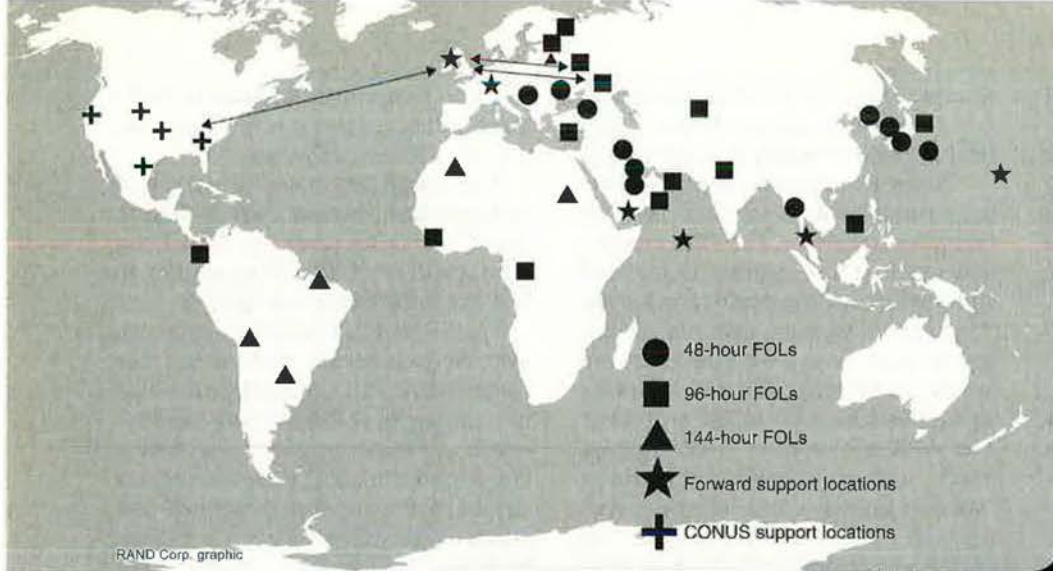 48-hour FOLs
96-hour FOLs
144-hour FOLs
Forward support locations
CONUS support locations
RAND Corp. graphic